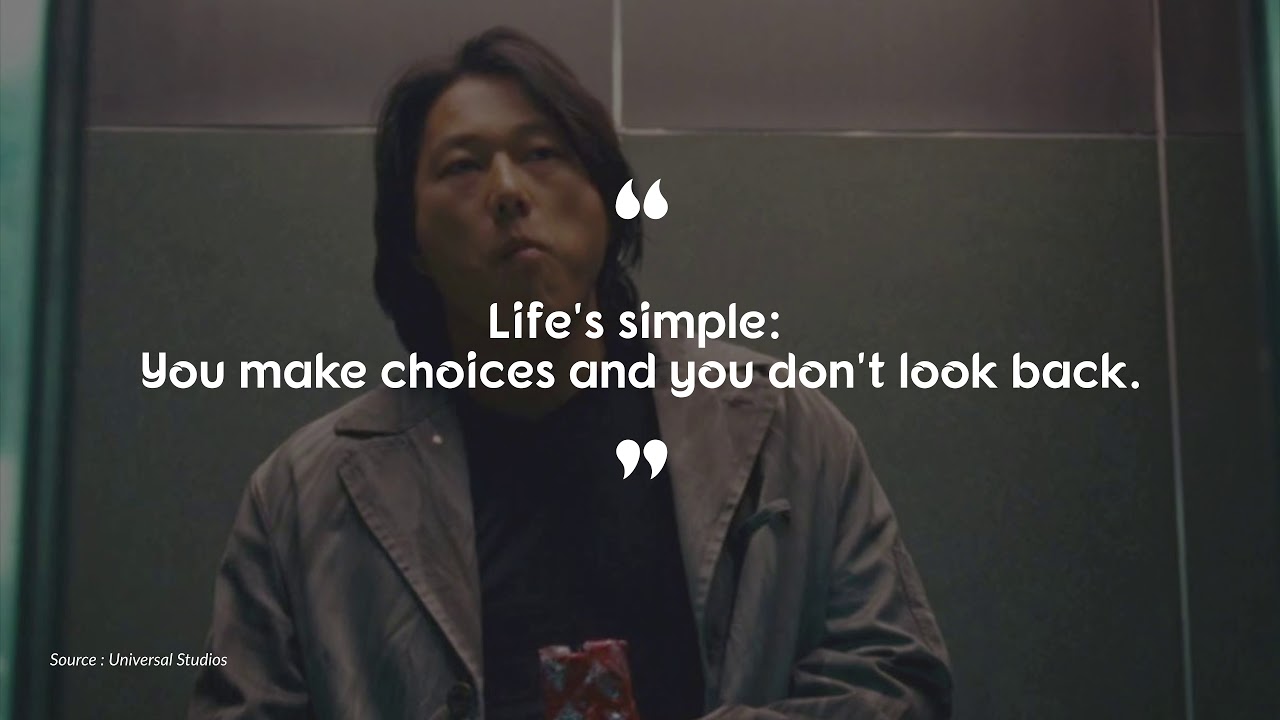 “
Life's simple:
You make choices and you don't look back.
”
Source : Universal Studios